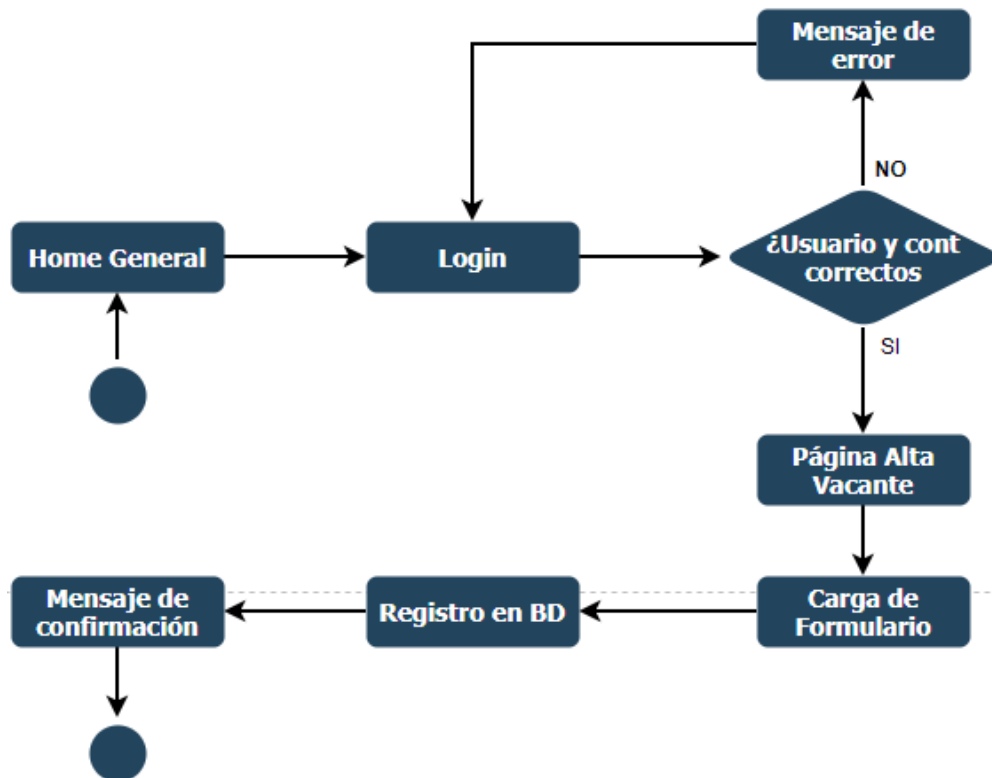 Mensaje de
error
NO
Home General
Login
¿Usuario y cont
correctos
SI
Página Alta
Vacante
Mensaje de
confirmación
Registro en BD
Carga de
Formulario